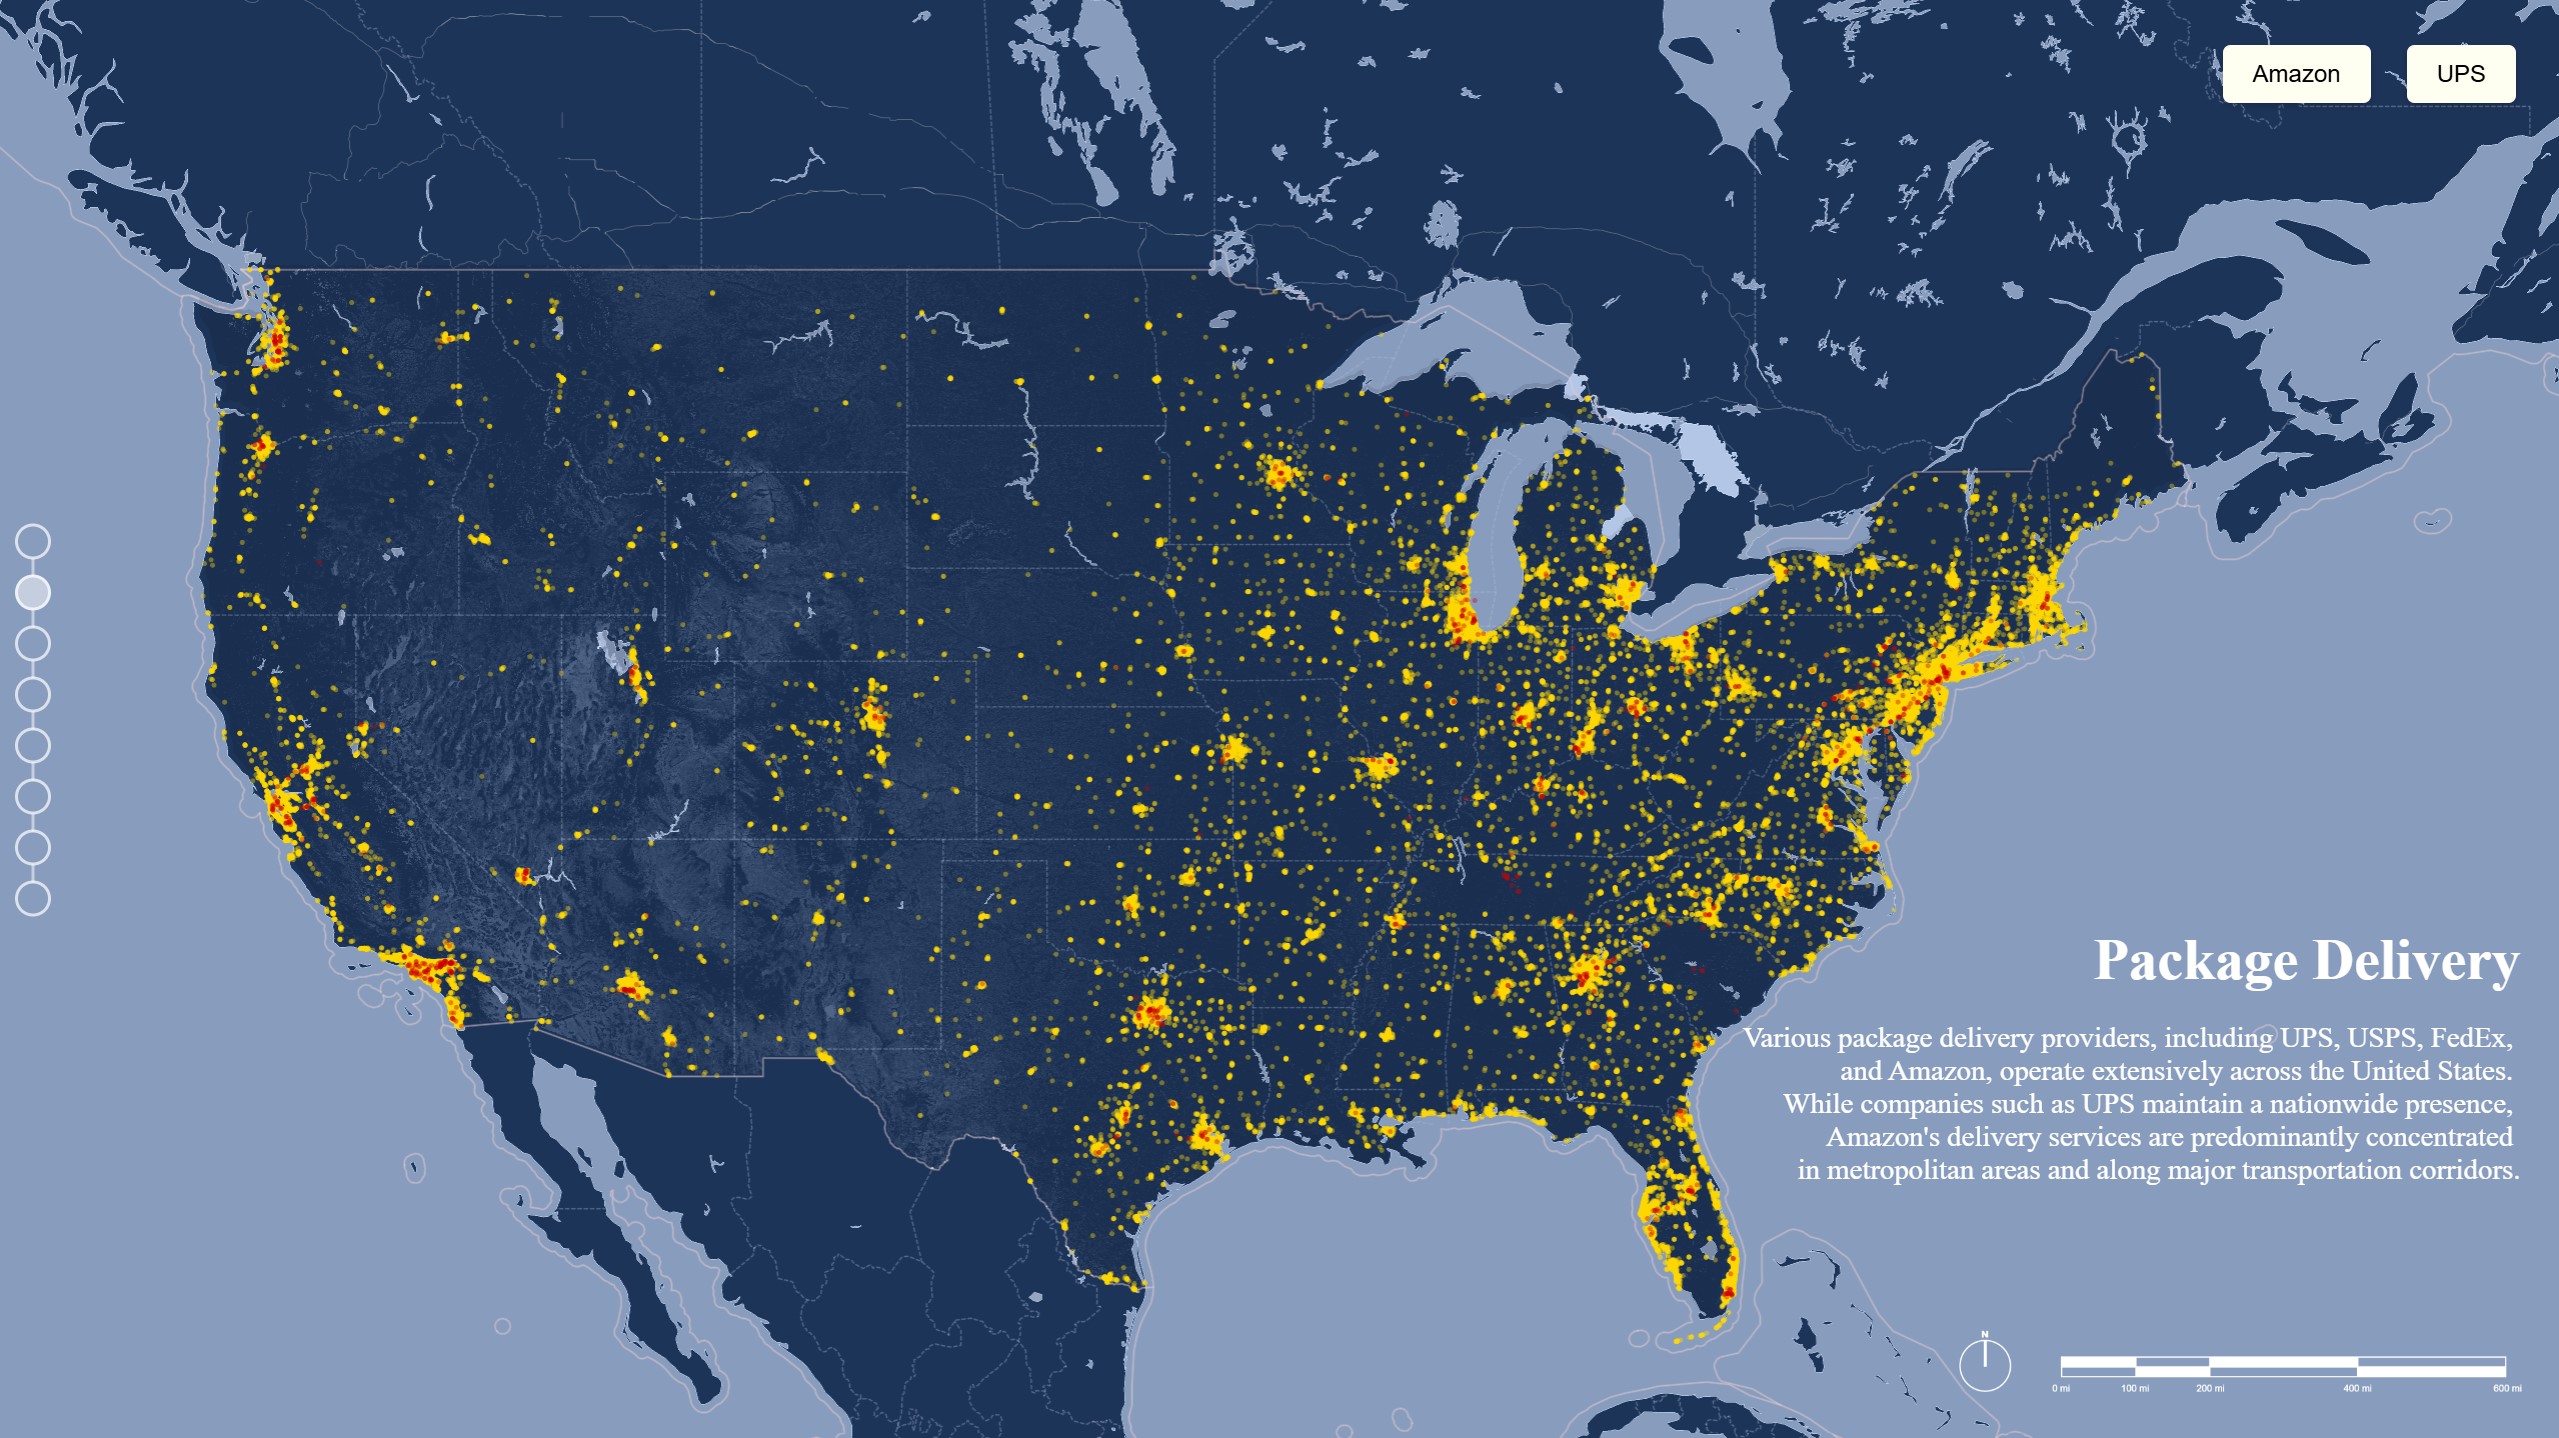 Amazon
UPS
Package Delivery
Various package delivery providers, including UPS, USPS, FedEx,
and Amazon, operate extensively across the United States.
While companies such as UPS maintain a nationwide presence,
Amazon's delivery services are predominantly concentrated
in metropolitan areas and along major transportation corridors.
N
0 mi
100 mi
200 mi
400 mi
600 mi